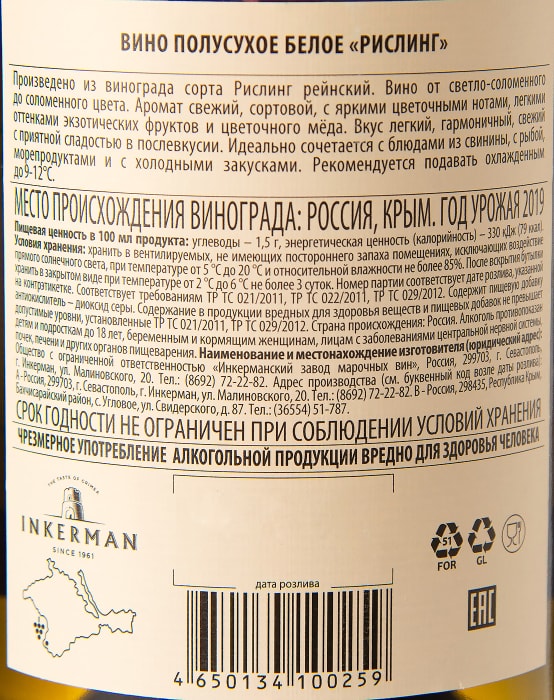 ВИНО ПОЛУСУХОЕ БЕЛОЕ «РИСЛИНГ»
Произведено из винограда сорта Рислинг рейнский. Вино от светло-соломенного
до соломенного цвета. Аромат свежий, сортовой, с яркими цветочными нотами, легкими
оттенками экзотических фруктов и цветочного мёда. Вкус легкий, гармоничный, свежий
с приятной сладостью в послевкусии. Идеально сочетается с блюдами из свинины, с рыбой,
морепродуктами и с холодными закусками. Рекомендуется подавать охлажденным
до 9-12°С.
МЕСТО ПРОИСХОЖДЕНИЯ ВИНОГРАДА: РОССИЯ, КРЫМ. ГОД УРОЖАЯ 2019
Пищевая ценность в 100 мл продукта: углеводы – 1,5 г, энергетическая ценность (калорийность) – 330 кДж (79 ккал).
Условия хранения: хранить в вентилируемых, не имеющих постороннего запаха помещениях, исключающих воздействие
прямого солнечного света, при температуре от 5 °С до 20 °С и относительной влажности не более 85%. После вскрытия бутылки
хранить в закрытом виде при температуре от 2 °С до 6 °С не более 3 суток. Номер партии соответствует дате розлива, указанной
на контрэтикетке. Соответствует требованиям ТР ТС 021/2011, ТР ТС 022/2011, ТР ТС 029/2012. Содержит пищевую добавку
антиокислитель – диоксид серы. Содержание в продукции вредных для здоровья веществ и пищевых добавок не превышает
допустимые уровни, установленные ТР ТС 021/2011, ТР ТС 029/2012. Страна происхождения: Россия. Алкоголь противопоказан
детям и подросткам до 18 лет, беременным и кормящим женщинам, лицам с заболеваниями центральной нервной системы,
почек, печени и других органов пищеварения. Наименование и местонахождение изготовителя (юридический адрес):
Общество с ограниченной ответственностью «Инкерманский завод марочных вин», Россия, 299703, г. Севастополь,
г. Инкерман, ул. Малиновского, 20. Тел.: (8692) 72-22-82. Адрес производства (см. буквенный код возле даты розлива):
А - Россия, 299703, г. Севастополь, г. Инкерман, ул. Малиновского, 20. Тел.: (8692) 72-22-82. В - Россия, 298435, Республика Крым,
Бахчисарайский район, с. Угловое, ул. Свидерского, д. 87. Тел.: (36554) 51-787.
СРОК ГОДНОСТИ НЕ ОГРАНИЧЕН ПРИ СОБЛЮДЕНИИ УСЛОВИЙ ХРАНЕНИЯ
ЧРЕЗМЕРНОЕ УПОТРЕБЛЕНИЕ АЛКОГОЛЬНОЙ ПРОДУКЦИИ ВРЕДНО ДЛЯ ЗДОРОВЬЯ ЧЕЛОВЕКА
THE TASTE OF CRIMEA
INKERMAN
SINCE 1961
51
FOR
GL
дата розлива
EAC
4 650134 100259